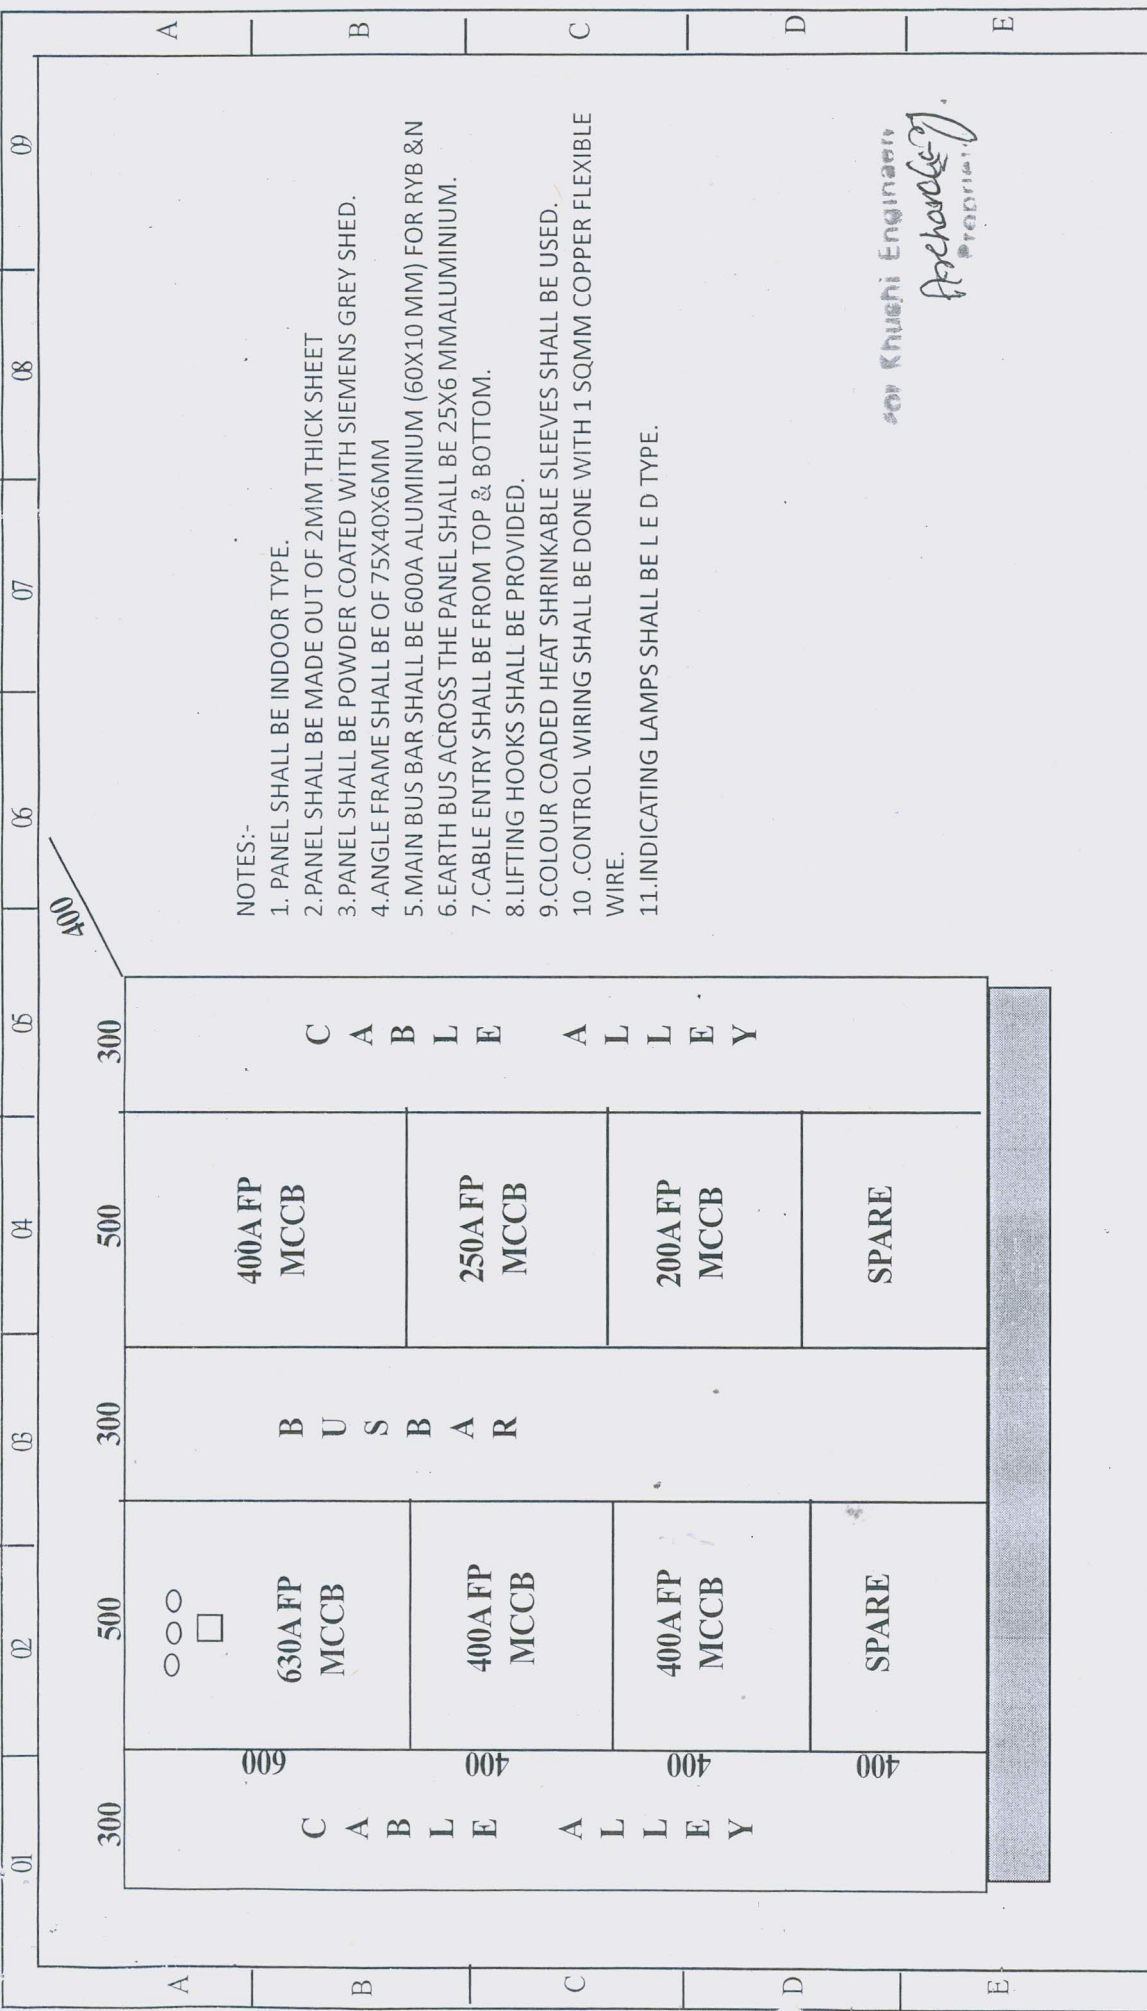 01 02 03 04 05 06 07 08 09
A
B
C
D
E
A
B
C
D
E
300 500 300 500 300 400
CABLE ALLEY
600
400
400
400
630A FP
MCCB
400A FP
MCCB
400A FP
MCCB
SPARE
BUSBAR
400A FP
MCCB
250A FP
MCCB
200A FP
MCCB
SPARE
CABLE ALLEY
NOTES:-
1. PANEL SHALL BE INDOOR TYPE.
2.PANEL SHALL BE MADE OUT OF 2MM THICK SHEET
3.PANEL SHALL BE POWDER COATED WITH SIEMENS GREY SHED.
4.ANGLE FRAME SHALL BE OF 75X40X6MM
5.MAIN BUS BAR SHALL BE 600A ALUMINIUM (60X10 MM) FOR RYB &N
6.EARTH BUS ACROSS THE PANEL SHALL BE 25X6 MMALUMINIUM.
7.CABLE ENTRY SHALL BE FROM TOP & BOTTOM.
8.LIFTING HOOKS SHALL BE PROVIDED.
9.COLOUR COADED HEAT SHRINKABLE SLEEVES SHALL BE USED.
10 .CONTROL WIRING SHALL BE DONE WITH 1 SQMM COPPER FLEXIBLE
WIRE.
11.INDICATING LAMPS SHALL BE L E D TYPE.
For Khushi